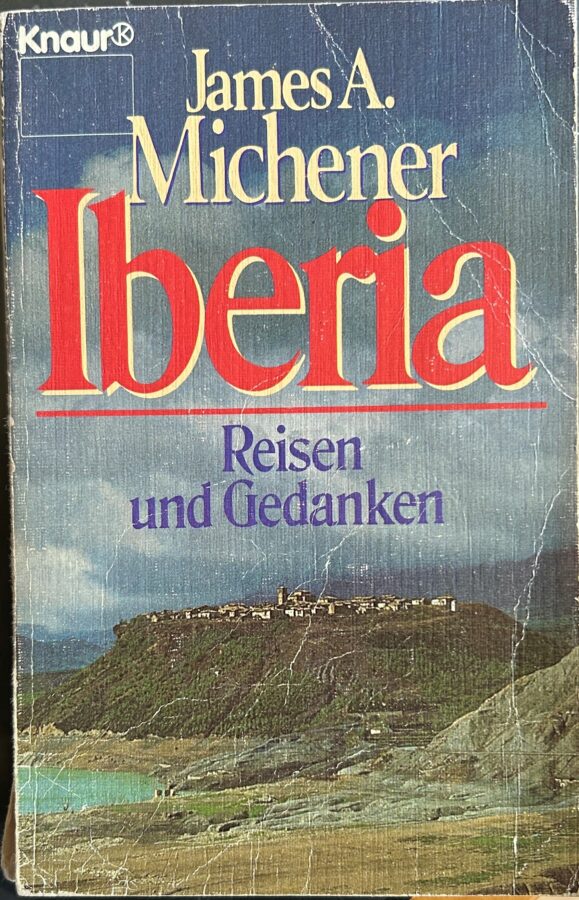 Knaur K
James A.
Michener
Iberia
Reisen
und Gedanken